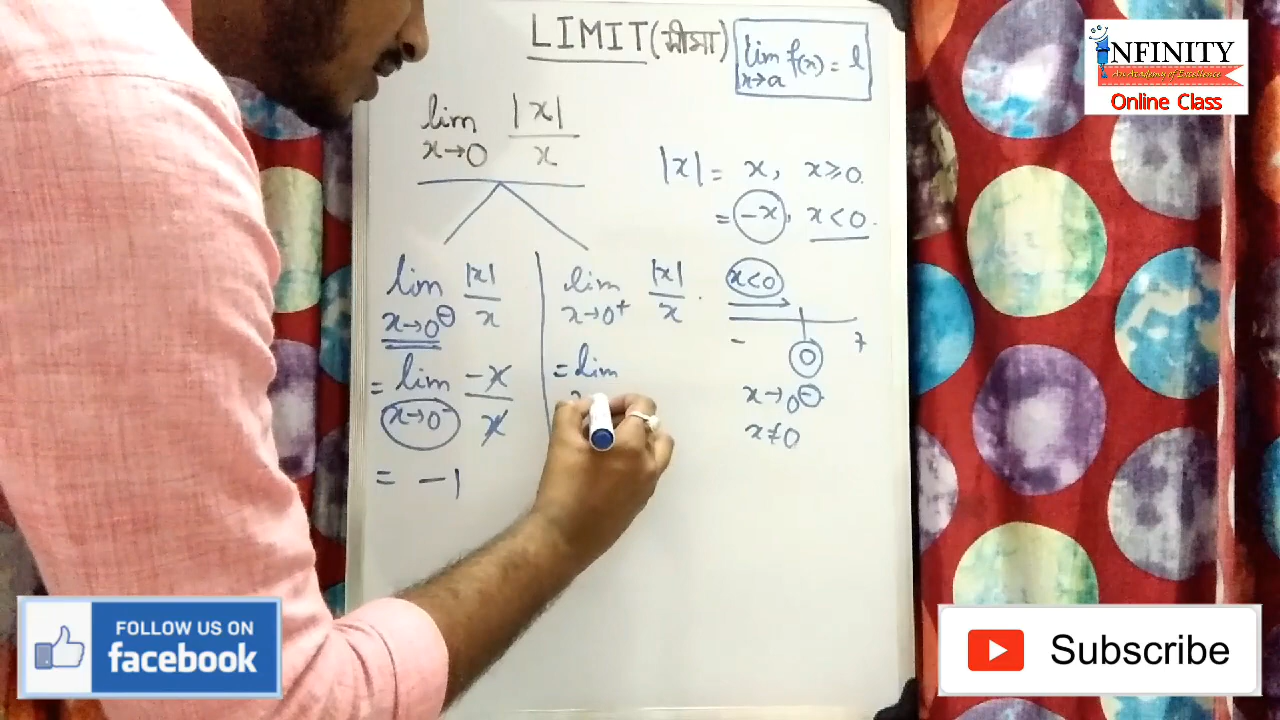 LIMIT (সীমা)
lim x→a f(x) = l
lim x→0 |x|/x
|x| = x, x≥0.
= -x, x<0.
lim x→0⁻ |x|/x
lim x→0⁺ |x|/x.
x<0
- 0 +
= lim x→0⁻ -x/x
= lim
x→0⁻
x≠0
= -1
INFINITY
An Academy of Excellence
Online Class
FOLLOW US ON
facebook
Subscribe